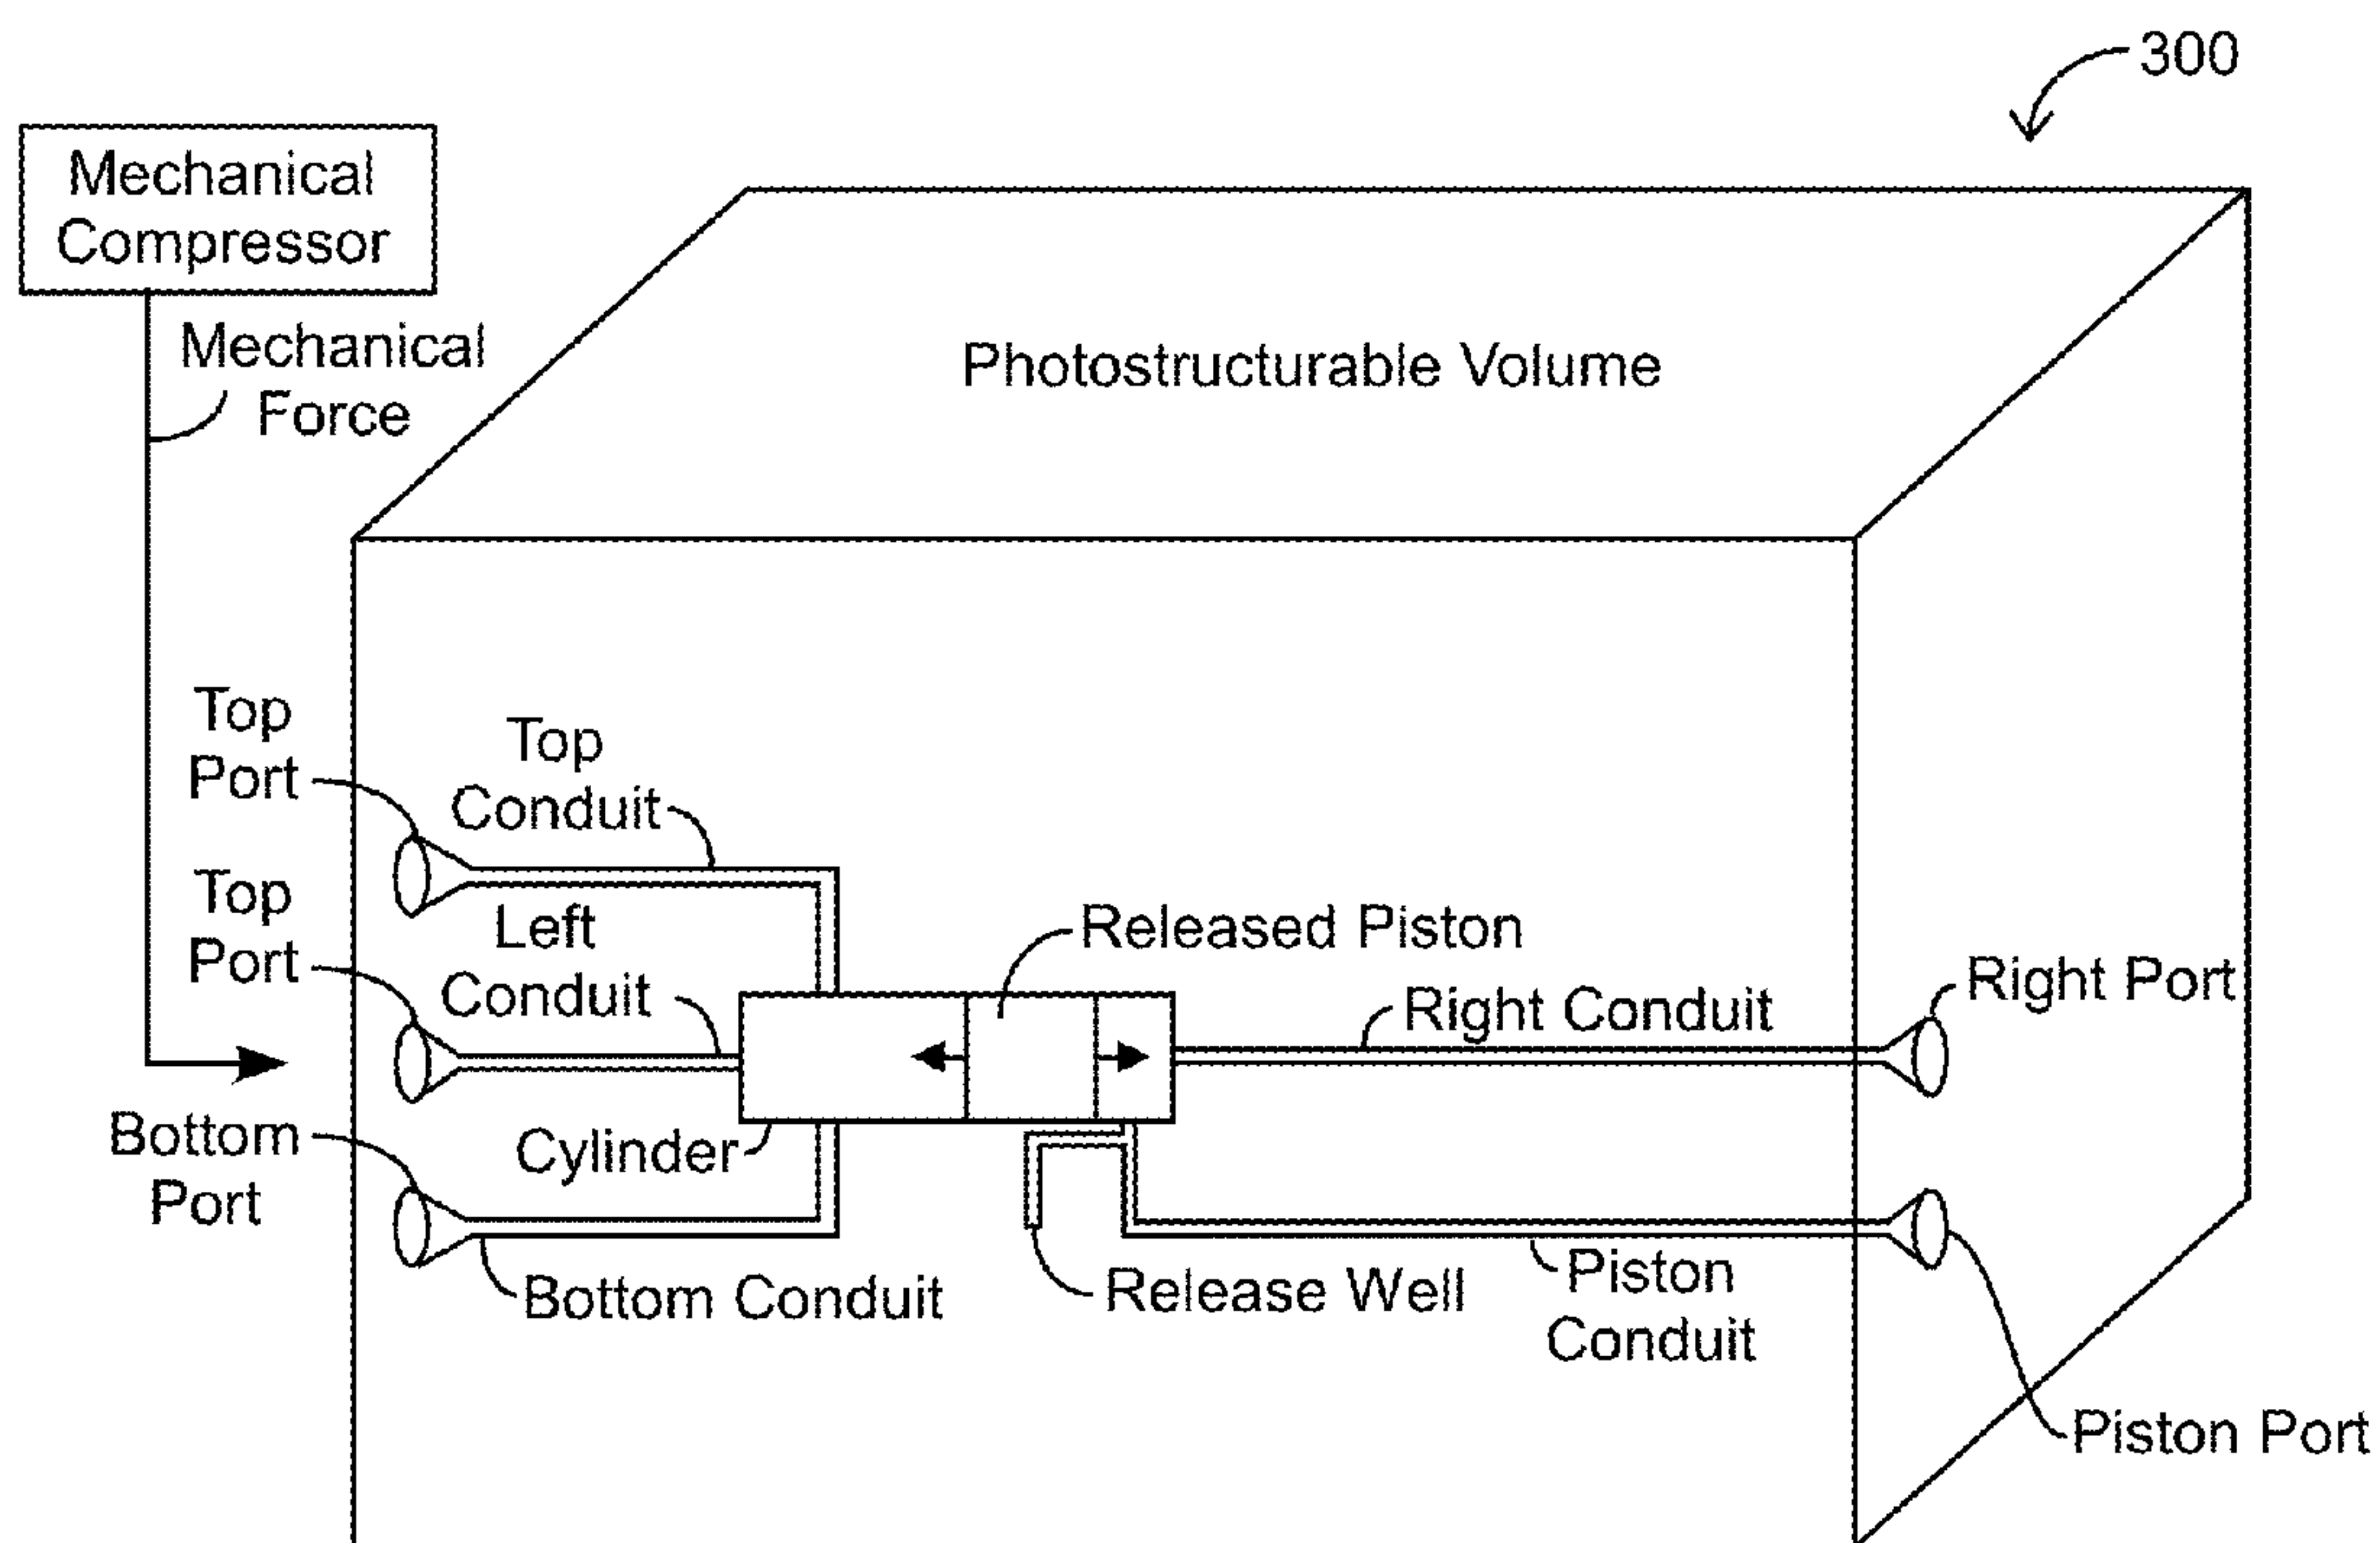 300
Mechanical
Compressor
Mechanical
Force
Photostructurable Volume
Top
Port
Top
Conduit
Top
Port
Left
Conduit
Released Piston
Right Conduit
Right Port
Bottom
Port
Cylinder
Bottom Conduit
Release Well
Piston
Conduit
Piston Port